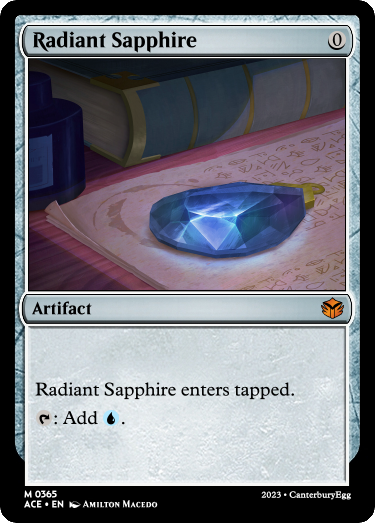 Radiant Sapphire 0
Artifact
Radiant Sapphire enters tapped.
: Add .
M 0365
ACE • EN Amilton Macedo
2023 • CanterburyEgg